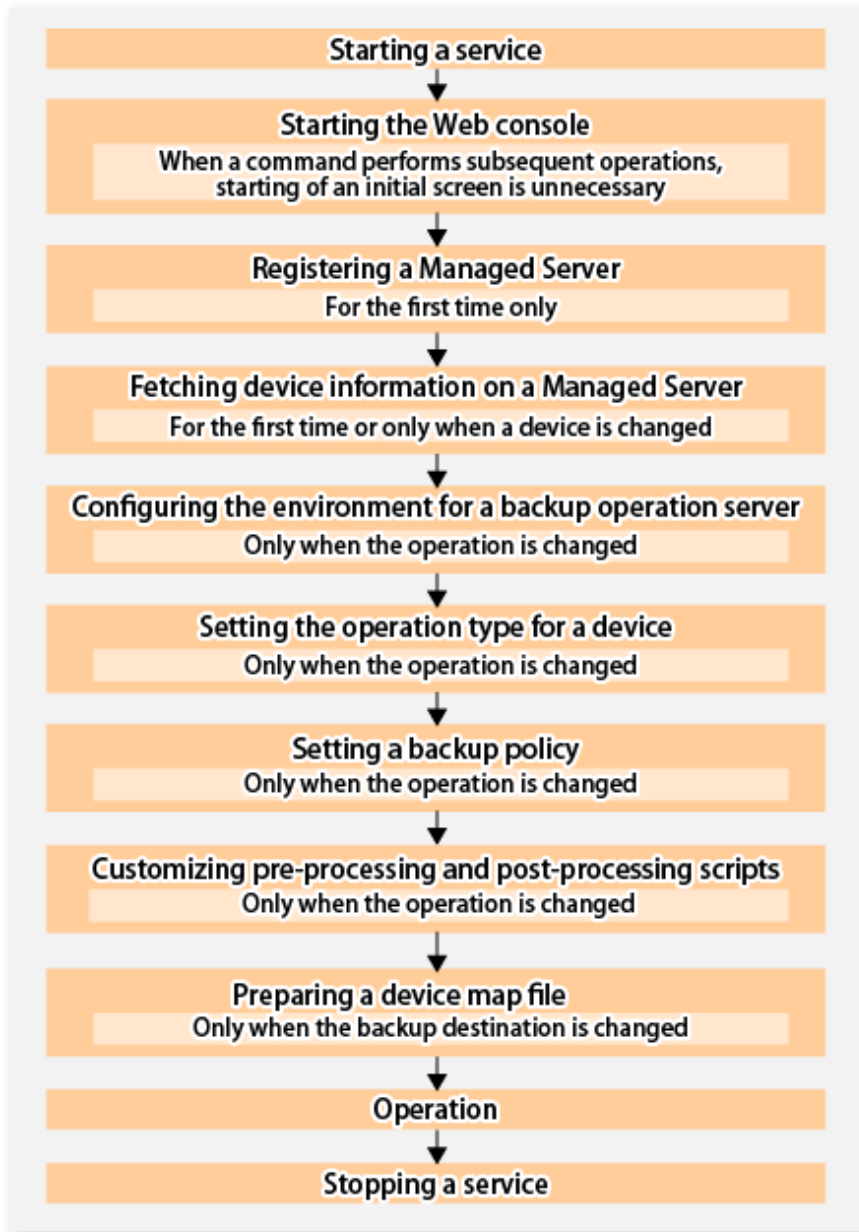 Starting a service
Starting the Web console
When a command performs subsequent operations,
starting of an initial screen is unnecessary
Registering a Managed Server
For the first time only
Fetching device information on a Managed Server
For the first time or only when a device is changed
Configuring the environment for a backup operation server
Only when the operation is changed
Setting the operation type for a device
Only when the operation is changed
Setting a backup policy
Only when the operation is changed
Customizing pre-processing and post-processing scripts
Only when the operation is changed
Preparing a device map file
Only when the backup destination is changed
Operation
Stopping a service